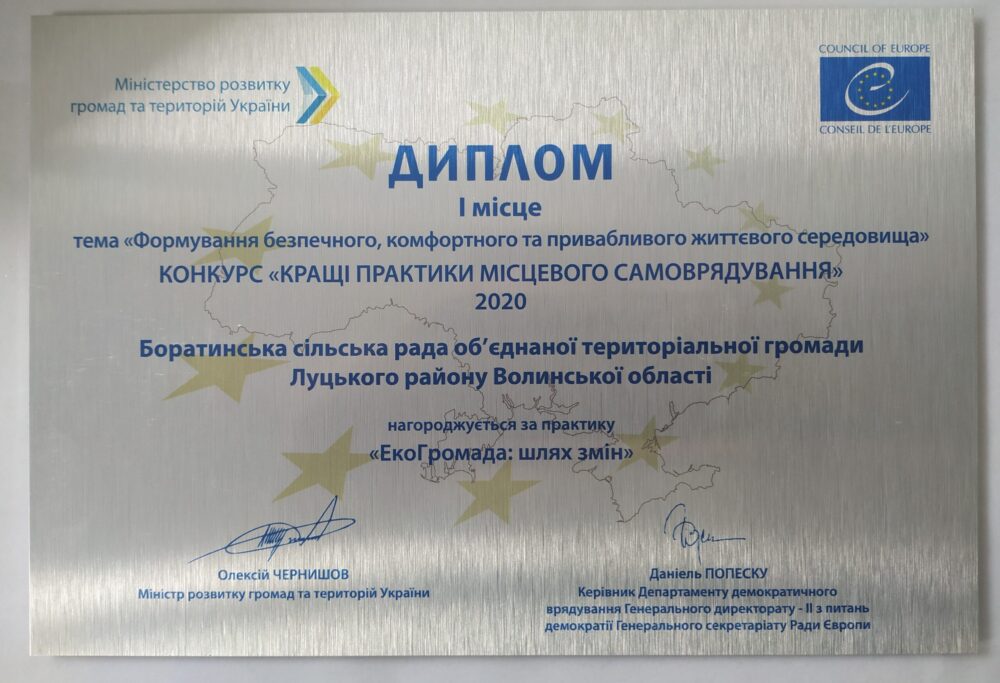 Міністерство розвитку
громад та територій України
COUNCIL OF EUROPE
CONSEIL DE L'EUROPE
ДИПЛОМ
І місце
тема «Формування безпечного, комфортного та привабливого життєвого середовища»
КОНКУРС «КРАЩІ ПРАКТИКИ МІСЦЕВОГО САМОВРЯДУВАННЯ»
2020
Боратинська сільська рада об’єднаної територіальної громади
Луцького району Волинської області
нагороджується за практику
«ЕкоГромада: шлях змін»
Олексій ЧЕРНИШОВ
Міністр розвитку громад та територій України
Даніель ПОПЕСКУ
Керівник Департаменту демократичного
врядування Генерального директорату - ІІ з питань
демократії Генерального секретаріату Ради Європи